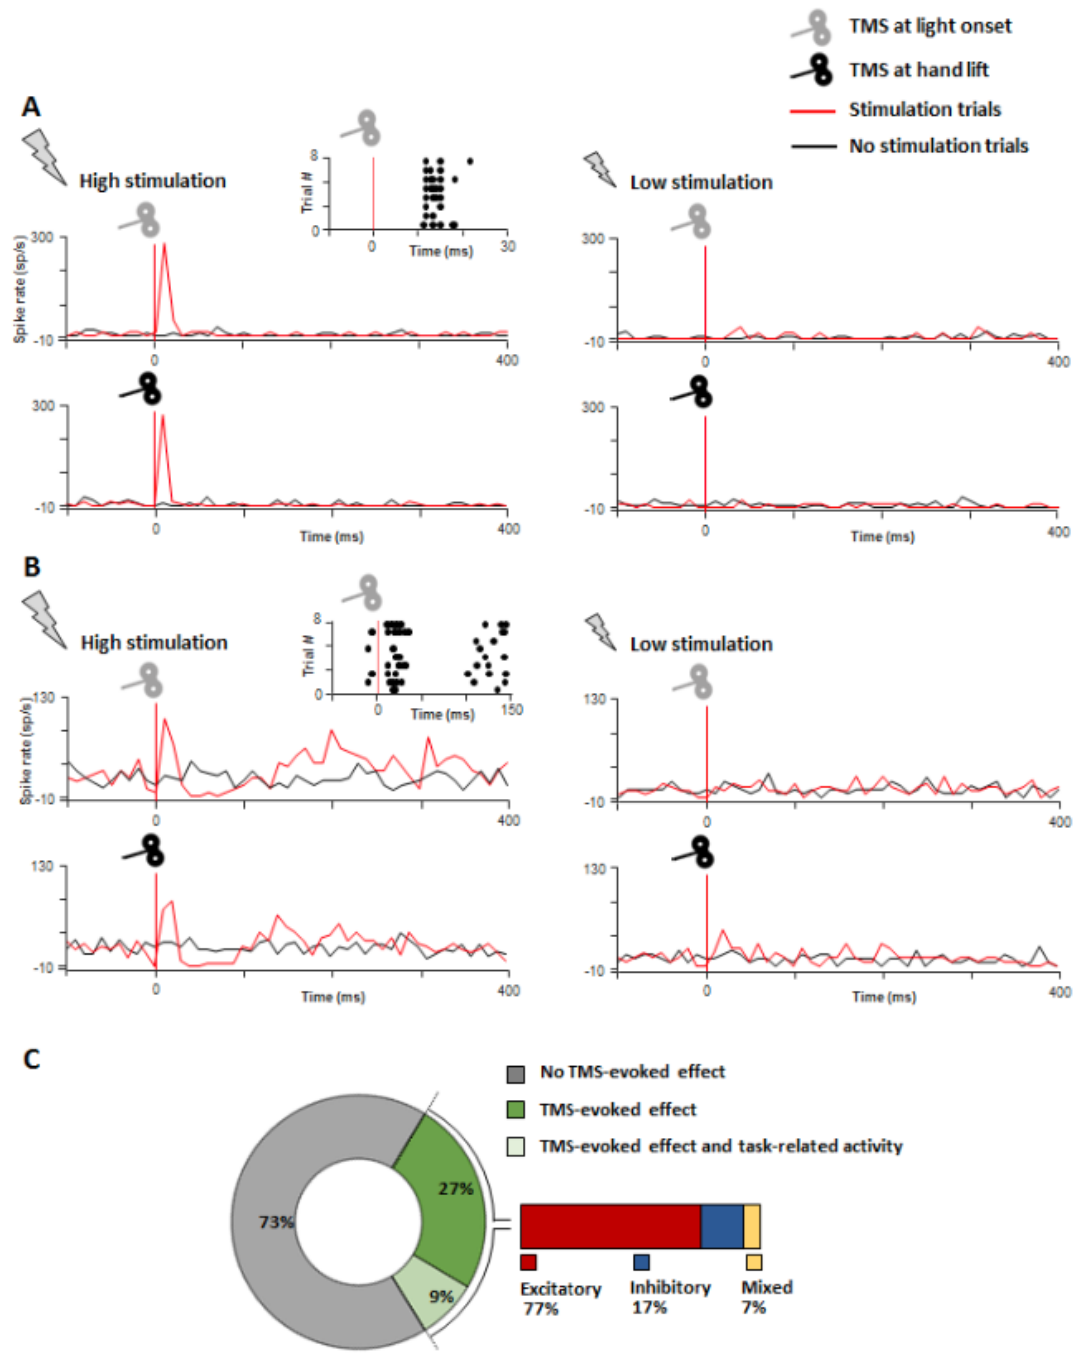 TMS at light onset
TMS at hand lift
Stimulation trials
No stimulation trials
A
High stimulation
8
Trial #
0
0
Time (ms)
30
Low stimulation
300
Spike rate (sp/s)
-10
0
400
300
-10
0
400
300
-10
0
Time (ms)
400
300
-10
0
Time (ms)
400
B
High stimulation
8
Trial #
0
0
Time (ms)
150
Low stimulation
130
Spike rate (sp/s)
-10
0
400
130
-10
0
400
130
-10
0
Time (ms)
400
130
-10
0
Time (ms)
400
C
No TMS-evoked effect
TMS-evoked effect
TMS-evoked effect and task-related activity
27%
73%
9%
Excitatory
77%
Inhibitory
17%
Mixed
7%